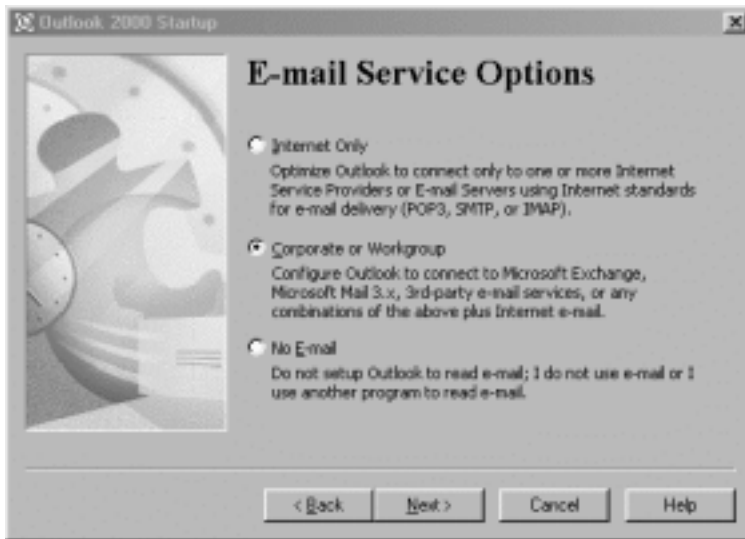 Outlook 2000 Startup
E-mail Service Options
Internet Only
Optimize Outlook to connect only to one or more Internet
Service Providers or E-mail Servers using Internet standards
for e-mail delivery (POP3, SMTP, or IMAP).
Corporate or Workgroup
Configure Outlook to connect to Microsoft Exchange,
Microsoft Mail 3.x, 3rd-party e-mail services, or any
combinations of the above plus Internet e-mail.
No E-mail
Do not setup Outlook to read e-mail; I do not use e-mail or I
use another program to read e-mail.
< Back Next > Cancel Help